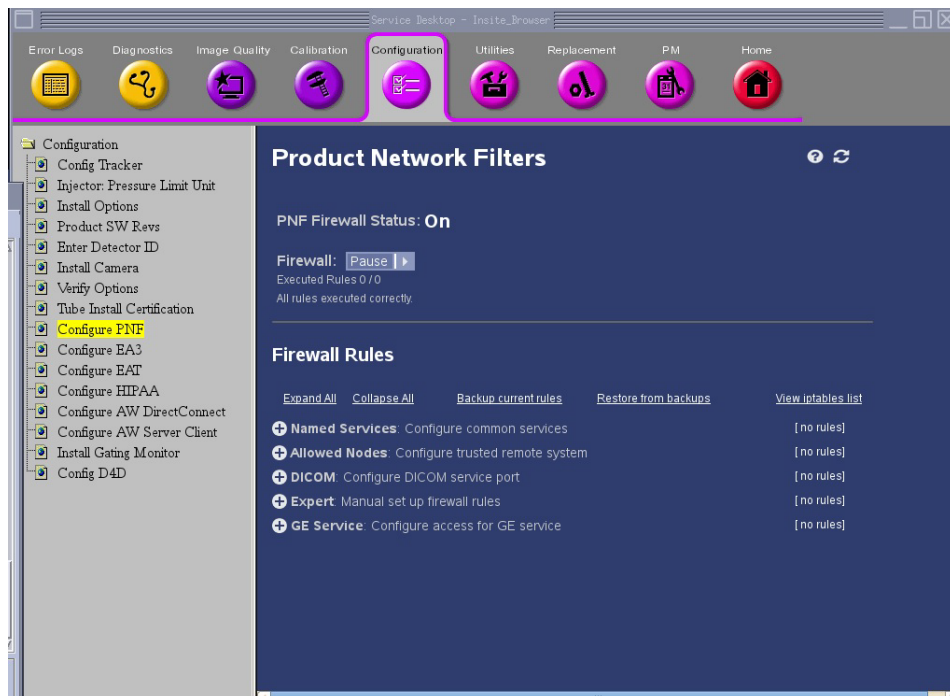 Service Desktop - Insite_Browser
Error Logs
Diagnostics
Image Quality
Calibration
Configuration
Utilities
Replacement
PM
Home
Configuration
Config Tracker
Injector: Pressure Limit Unit
Install Options
Product SW Revs
Enter Detector ID
Install Camera
Verify Options
Tube Install Certification
Configure PNF
Configure EA3
Configure EAT
Configure HIPAA
Configure AW DirectConnect
Configure AW Server Client
Install Gating Monitor
Config D4D
Product Network Filters
PNF Firewall Status: On
Firewall: Pause
Executed Rules 0 / 0
All rules executed correctly.
Firewall Rules
Expand All Collapse All Backup current rules Restore from backups View iptables list
Named Services: Configure common services [ no rules]
Allowed Nodes: Configure trusted remote system [ no rules]
DICOM: Configure DICOM service port [ no rules]
Expert: Manual set up firewall rules [ no rules]
GE Service: Configure access for GE service [ no rules]